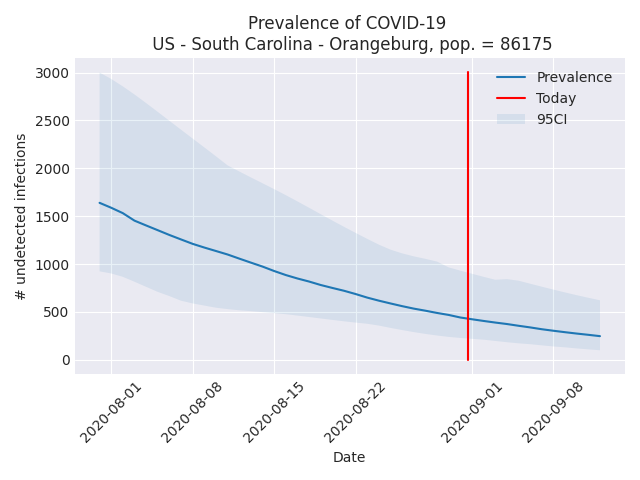 Prevalence of COVID-19
US - South Carolina - Orangeburg, pop. = 86175
# undetected infections
3000
2500
2000
1500
1000
500
0
Prevalence
Today
95CI
2020-08-01
2020-08-08
2020-08-15
2020-08-22
2020-09-01
2020-09-08
Date